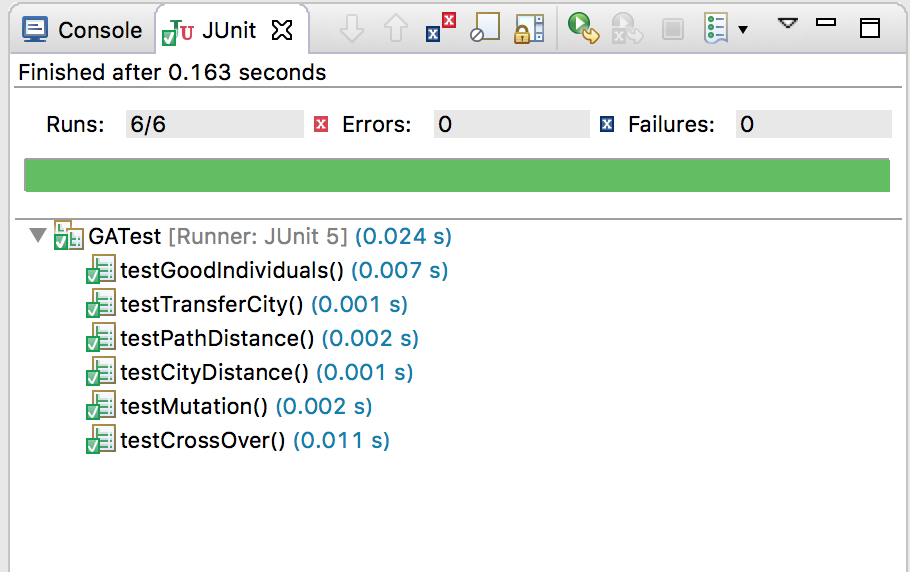 Console JUnit
Finished after 0.163 seconds
Runs: 6/6 Errors: 0 Failures: 0
GATest [Runner: JUnit 5] (0.024 s)
testGoodIndividuals() (0.007 s)
testTransferCity() (0.001 s)
testPathDistance() (0.002 s)
testCityDistance() (0.001 s)
testMutation() (0.002 s)
testCrossOver() (0.011 s)